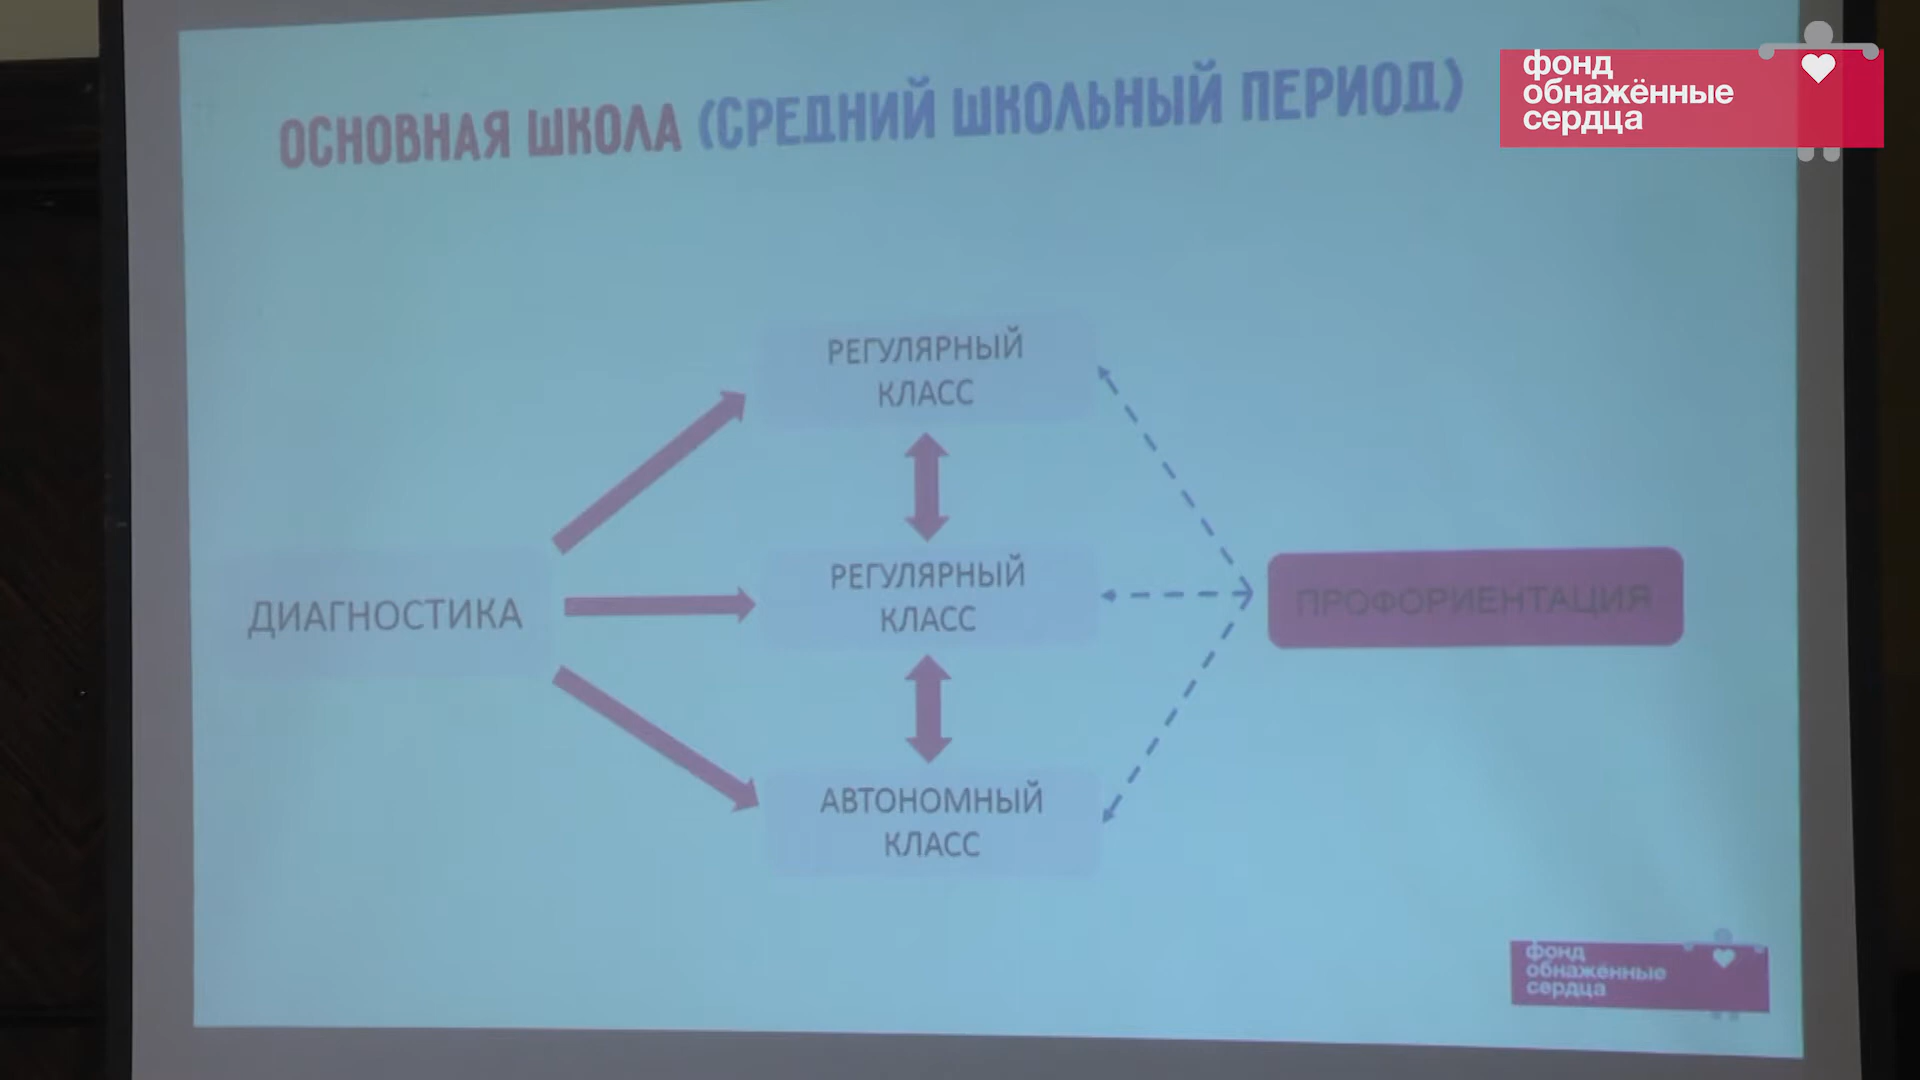 ОСНОВНАЯ ШКОЛА (СРЕДНИЙ ШКОЛЬНЫЙ ПЕРИОД)
фонд
обнажённые
сердца
РЕГУЛЯРНЫЙ
КЛАСС
ДИАГНОСТИКА
РЕГУЛЯРНЫЙ
КЛАСС
ПРОФОРИЕНТАЦИЯ
АВТОНОМНЫЙ
КЛАСС
фонд
обнажённые
сердца